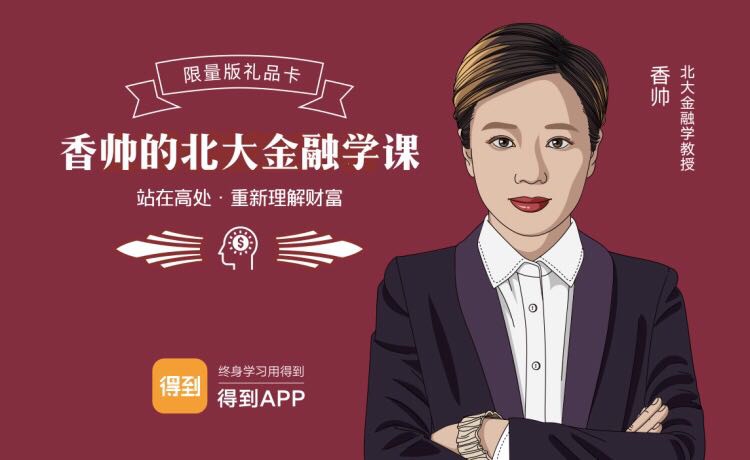 限量版礼品卡
香帅的北大金融学课
站在高处·重新理解财富
$
得到
终身学习用得到
得到APP
北大金融学教授
香帅